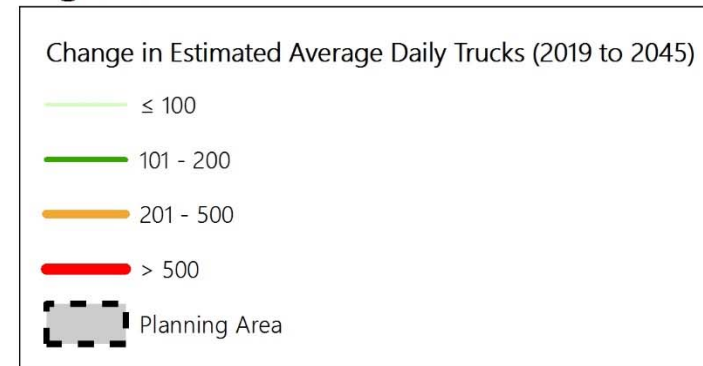 Change in Estimated Average Daily Trucks (2019 to 2045)
≤ 100
101 - 200
201 - 500
> 500
Planning Area